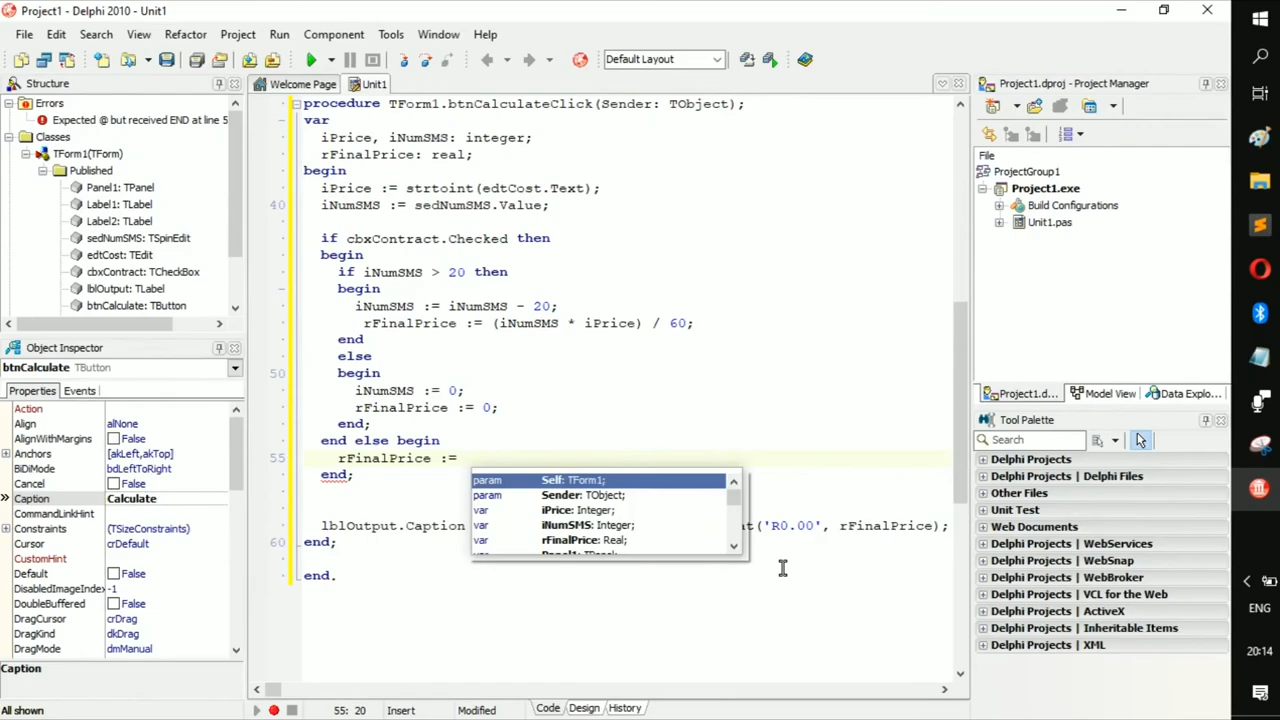 Project1 - Delphi 2010 - Unit1
File Edit Search View Refactor Project Run Component Tools Window Help
Default Layout
Structure
Errors
Expected @ but received END at line 5
Classes
TForm1(TForm)
Published
Panel1: TPanel
Label1: TLabel
Label2: TLabel
sedNumSMS: TSpinEdit
edtCost: TEdit
cbxContract: TCheckBox
lblOutput: TLabel
btnCalculate: TButton
Object Inspector
btnCalculate TButton
Properties Events
Action
Align alNone
AlignWithMargins False
Anchors [akLeft,akTop]
BiDiMode bdLeftToRight
Cancel False
Caption Calculate
CommandLinkHint
Constraints (TSizeConstraints)
Cursor crDefault
CustomHint
Default False
DisabledImageIndex -1
DoubleBuffered False
DragCursor crDrag
DragKind dkDrag
DragMode dmManual
Caption
All shown
Welcome Page Unit1
procedure TForm1.btnCalculateClick(Sender: TObject);
var
iPrice, iNumSMS: integer;
rFinalPrice: real;
begin
iPrice := strtoint(edtCost.Text);
40 iNumSMS := sedNumSMS.Value;
if cbxContract.Checked then
begin
if iNumSMS > 20 then
begin
iNumSMS := iNumSMS - 20;
rFinalPrice := (iNumSMS * iPrice) / 60;
end
else
50 begin
iNumSMS := 0;
rFinalPrice := 0;
end;
end else begin
55 rFinalPrice :=
end;
param Self: TForm1;
param Sender: TObject;
var iPrice: Integer;
var iNumSMS: Integer;
var rFinalPrice: Real;
lblOutput.Caption at('R0.00', rFinalPrice);
60 end;
end.
55: 20 Insert Modified Code Design History
Project1.dproj - Project Manager
File
ProjectGroup1
Project1.exe
Build Configurations
Unit1.pas
Project1.d... Model View Data Explo...
Tool Palette
Search
Delphi Projects
Delphi Projects | Delphi Files
Other Files
Unit Test
Web Documents
Delphi Projects | WebServices
Delphi Projects | WebSnap
Delphi Projects | WebBroker
Delphi Projects | VCL for the Web
Delphi Projects | ActiveX
Delphi Projects | Inheritable Items
Delphi Projects | XML
ENG
20:14